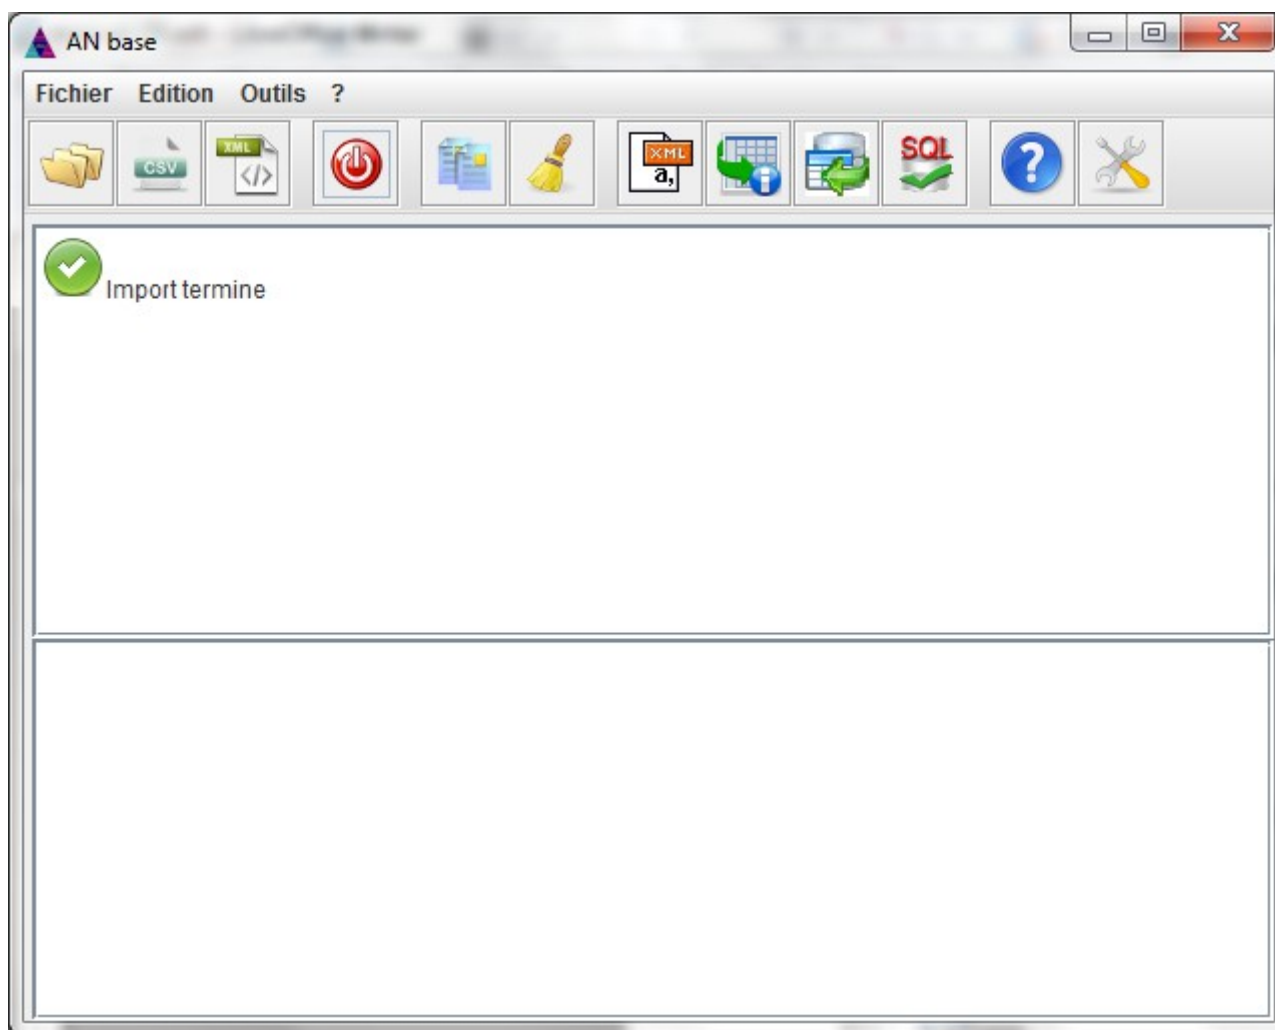 AN base
Fichier Edition Outils ?
CSV XML </> XML a, SQL ?
Import termine